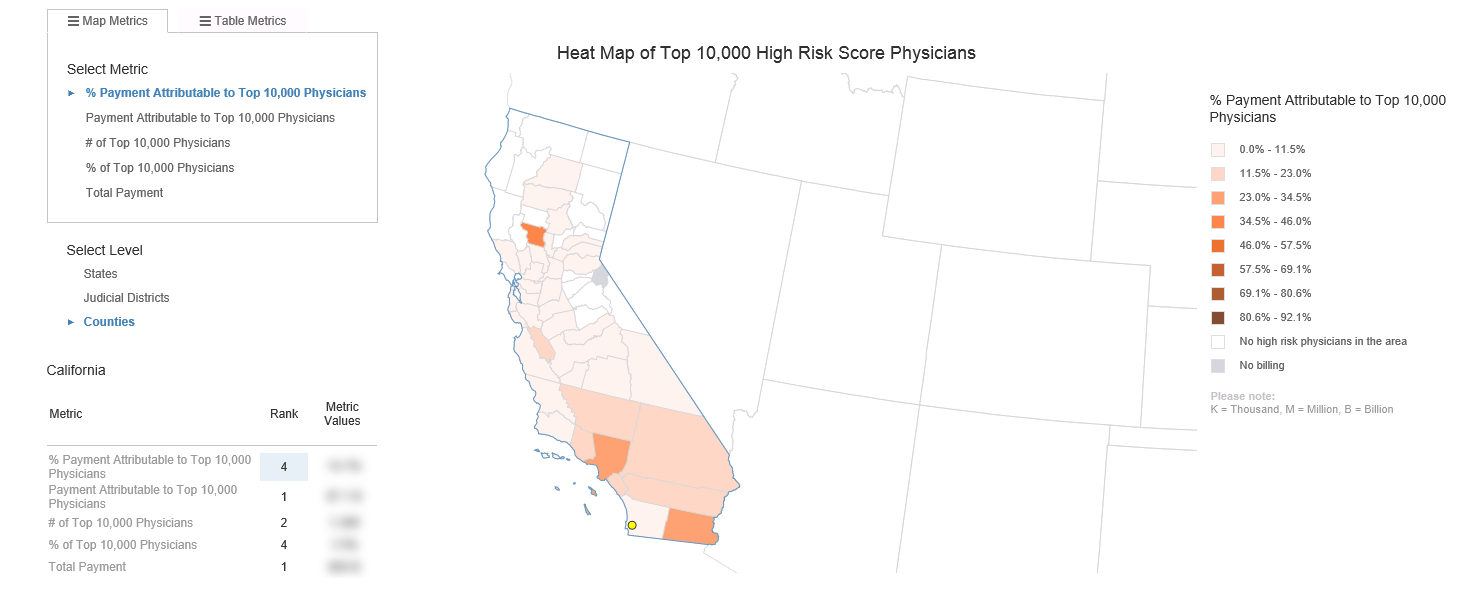 Map Metrics
Table Metrics
Select Metric
% Payment Attributable to Top 10,000 Physicians
Payment Attributable to Top 10,000 Physicians
# of Top 10,000 Physicians
% of Top 10,000 Physicians
Total Payment
Select Level
States
Judicial Districts
Counties
California
Metric Rank Metric
Values
% Payment Attributable to Top 10,000
Physicians 4
Payment Attributable to Top 10,000
Physicians 1
# of Top 10,000 Physicians 2
% of Top 10,000 Physicians 4
Total Payment 1
Heat Map of Top 10,000 High Risk Score Physicians
% Payment Attributable to Top 10,000
Physicians
0.0% - 11.5%
11.5% - 23.0%
23.0% - 34.5%
34.5% - 46.0%
46.0% - 57.5%
57.5% - 69.1%
69.1% - 80.6%
80.6% - 92.1%
No high risk physicians in the area
No billing
Please note:
K = Thousand, M = Million, B = Billion